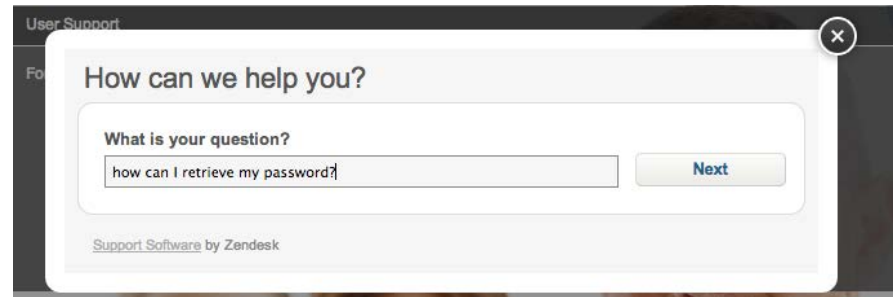 User Support
How can we help you?
What is your question?
how can I retrieve my password?
Next
Support Software by Zendesk